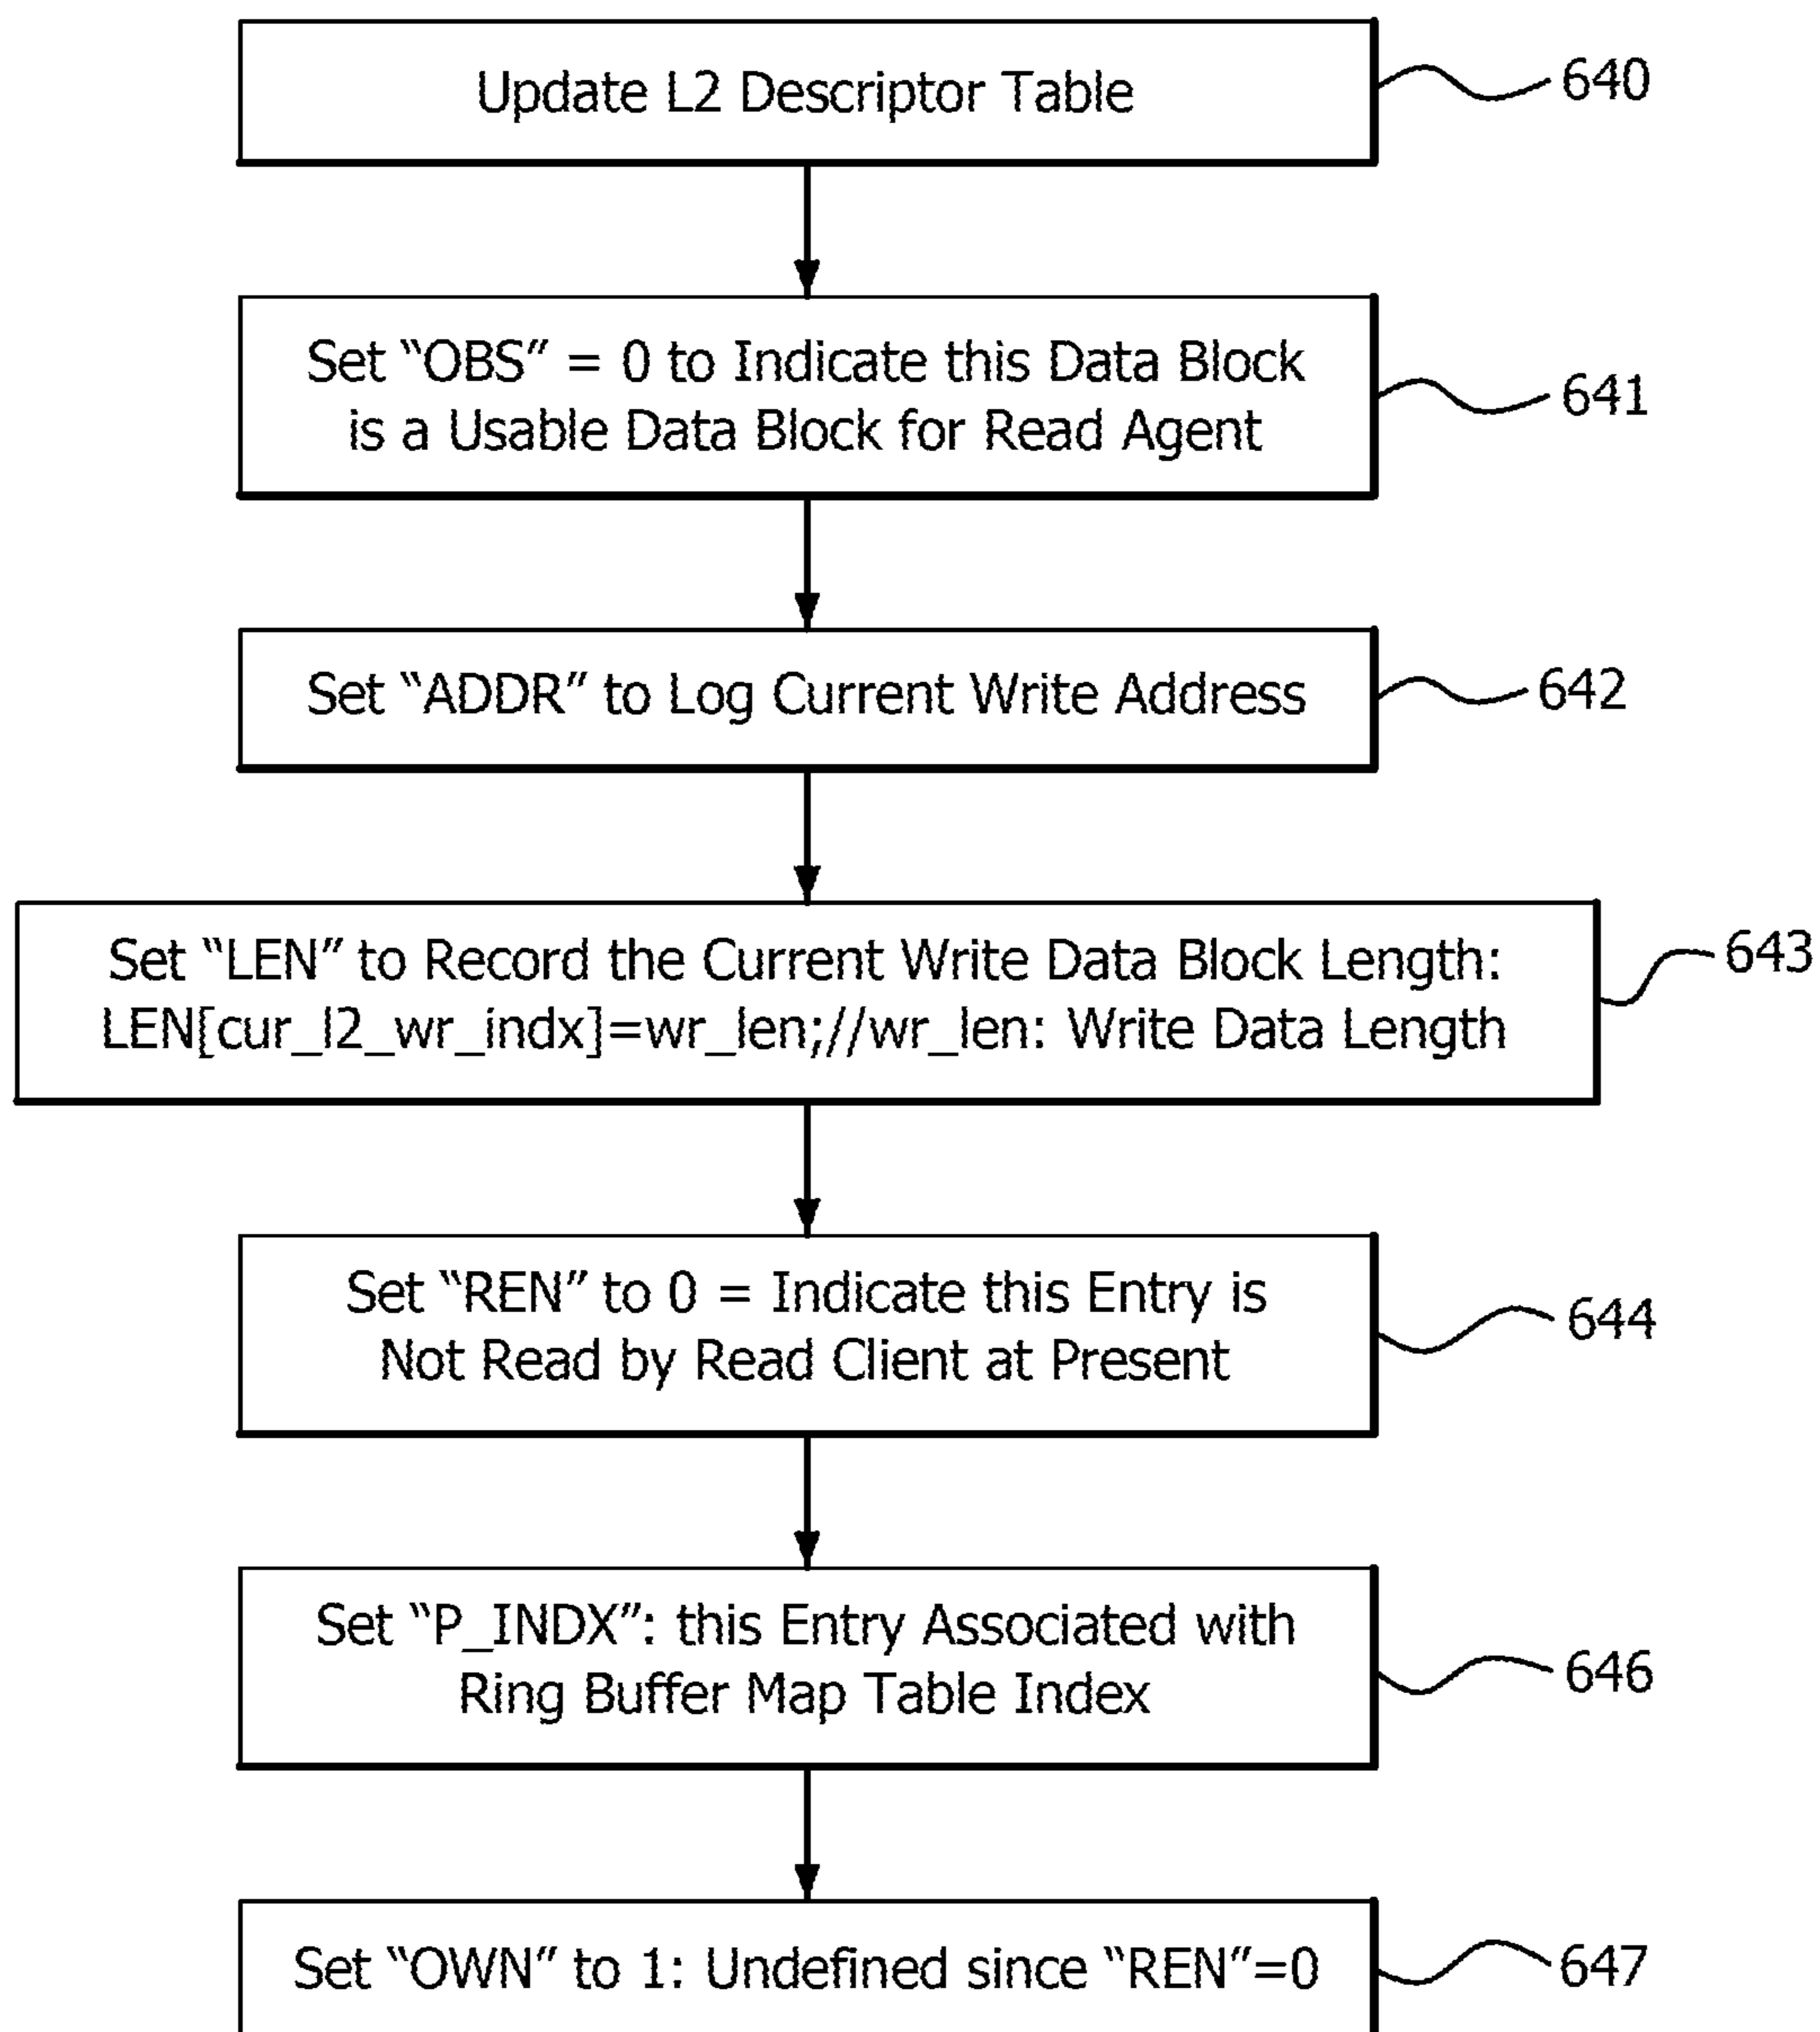 Update L2 Descriptor Table
640
Set “OBS” = 0 to Indicate this Data Block
is a Usable Data Block for Read Agent
641
Set “ADDR” to Log Current Write Address
642
Set “LEN” to Record the Current Write Data Block Length:
LEN[cur_l2_wr_indx]=wr_len;//wr_len: Write Data Length
643
Set “REN” to 0 = Indicate this Entry is
Not Read by Read Client at Present
644
Set “P_INDX”: this Entry Associated with
Ring Buffer Map Table Index
646
Set “OWN” to 1: Undefined since “REN”=0
647